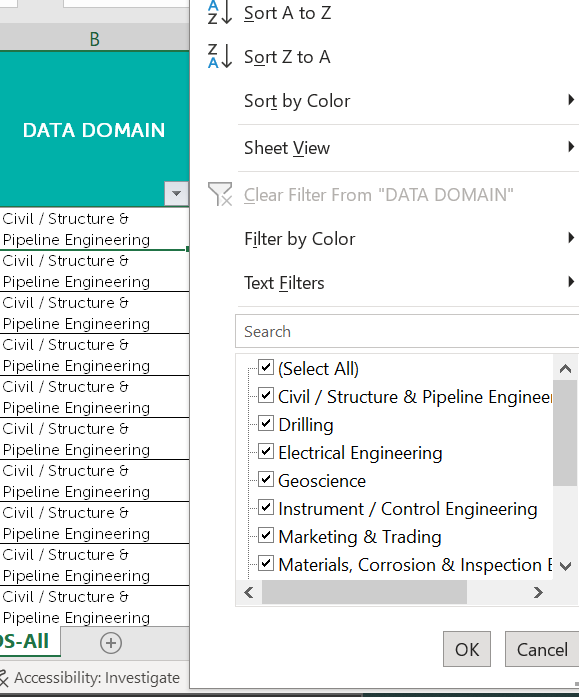 B
DATA DOMAIN
Civil / Structure &
Pipeline Engineering
Civil / Structure &
Pipeline Engineering
Civil / Structure &
Pipeline Engineering
Civil / Structure &
Pipeline Engineering
Civil / Structure &
Pipeline Engineering
Civil / Structure &
Pipeline Engineering
Civil / Structure &
Pipeline Engineering
Civil / Structure &
Pipeline Engineering
Civil / Structure &
Pipeline Engineering
Civil / Structure &
Pipeline Engineering
OS-All
Accessibility: Investigate
Sort A to Z
Sort Z to A
Sort by Color
Sheet View
Clear Filter From "DATA DOMAIN"
Filter by Color
Text Filters
Search
(Select All)
Civil / Structure & Pipeline Engineer
Drilling
Electrical Engineering
Geoscience
Instrument / Control Engineering
Marketing & Trading
Materials, Corrosion & Inspection E
OK
Cancel